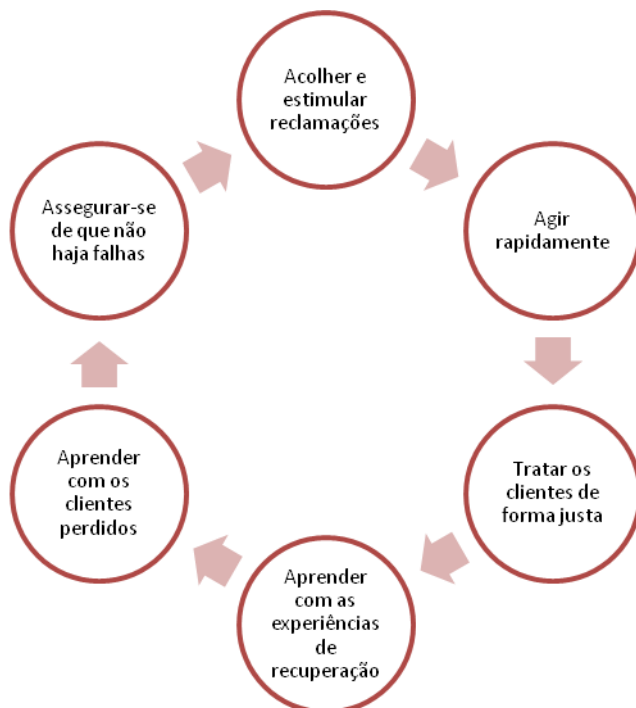 Acolher e
estimular
reclamações
Agir
rapidamente
Tratar os
clientes de
forma justa
Aprender
com as
experiências
de
recuperação
Aprender
com os
clientes
perdidos
Assegurar-se
de que não
haja falhas